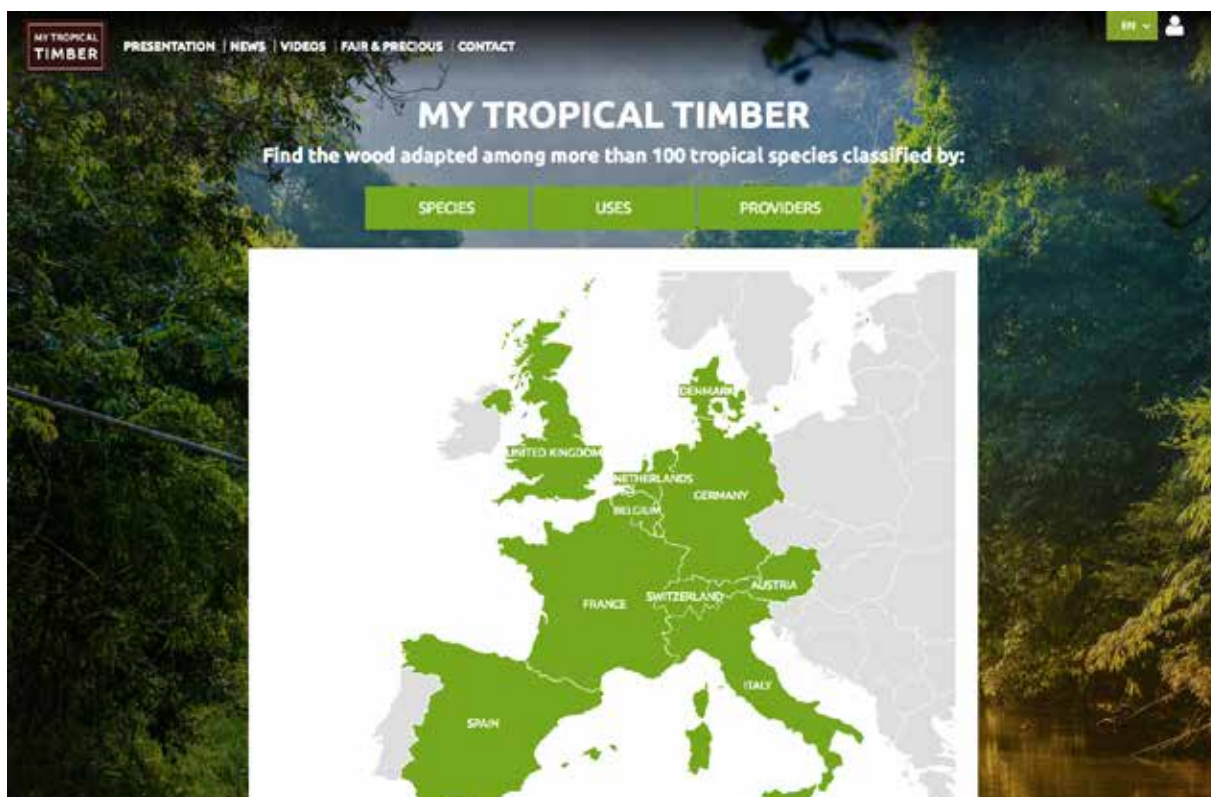 MY TROPICAL
TIMBER
PRESENTATION | NEWS | VIDEOS | FAIR & PRECIOUS | CONTACT
EN
MY TROPICAL TIMBER
Find the wood adapted among more than 100 tropical species classified by:
SPECIES USES PROVIDERS
DENMARK
UNITED KINGDOM
NETHERLANDS
GERMANY
BELGIUM
AUSTRIA
SWITZERLAND
FRANCE
ITALY
SPAIN